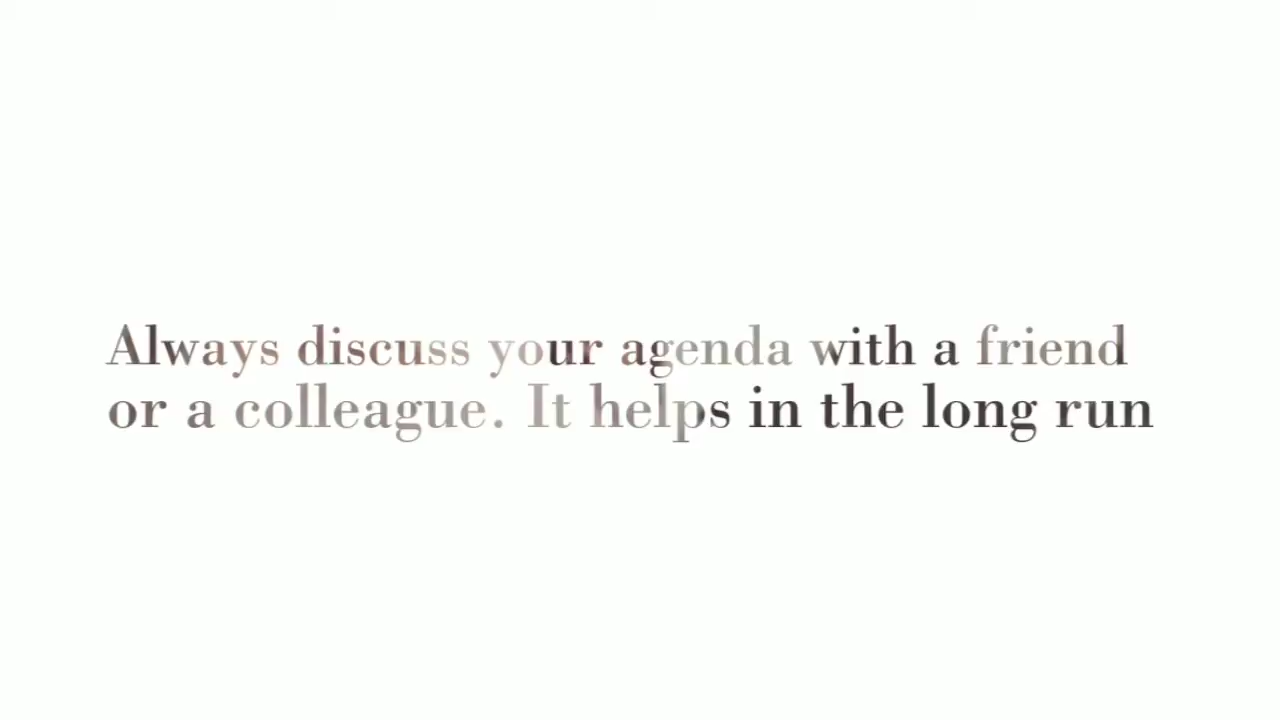 Always discuss your agenda with a friend
or a colleague. It helps in the long run